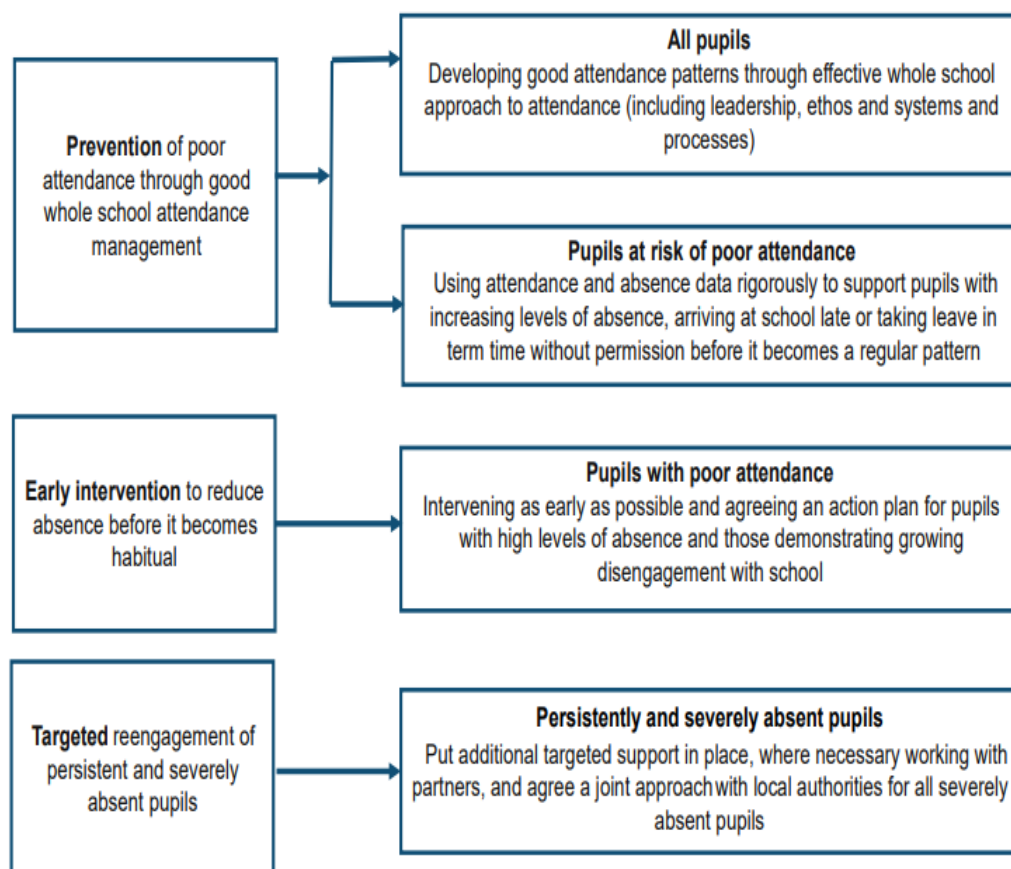 Prevention of poor
attendance through good
whole school attendance
management
All pupils
Developing good attendance patterns through effective whole school
approach to attendance (including leadership, ethos and systems and
processes)
Pupils at risk of poor attendance
Using attendance and absence data rigorously to support pupils with
increasing levels of absence, arriving at school late or taking leave in
term time without permission before it becomes a regular pattern
Early intervention to reduce
absence before it becomes
habitual
Pupils with poor attendance
Intervening as early as possible and agreeing an action plan for pupils
with high levels of absence and those demonstrating growing
disengagement with school
Targeted reengagement of
persistent and severely
absent pupils
Persistently and severely absent pupils
Put additional targeted support in place, where necessary working with
partners, and agree a joint approach with local authorities for all severely
absent pupils